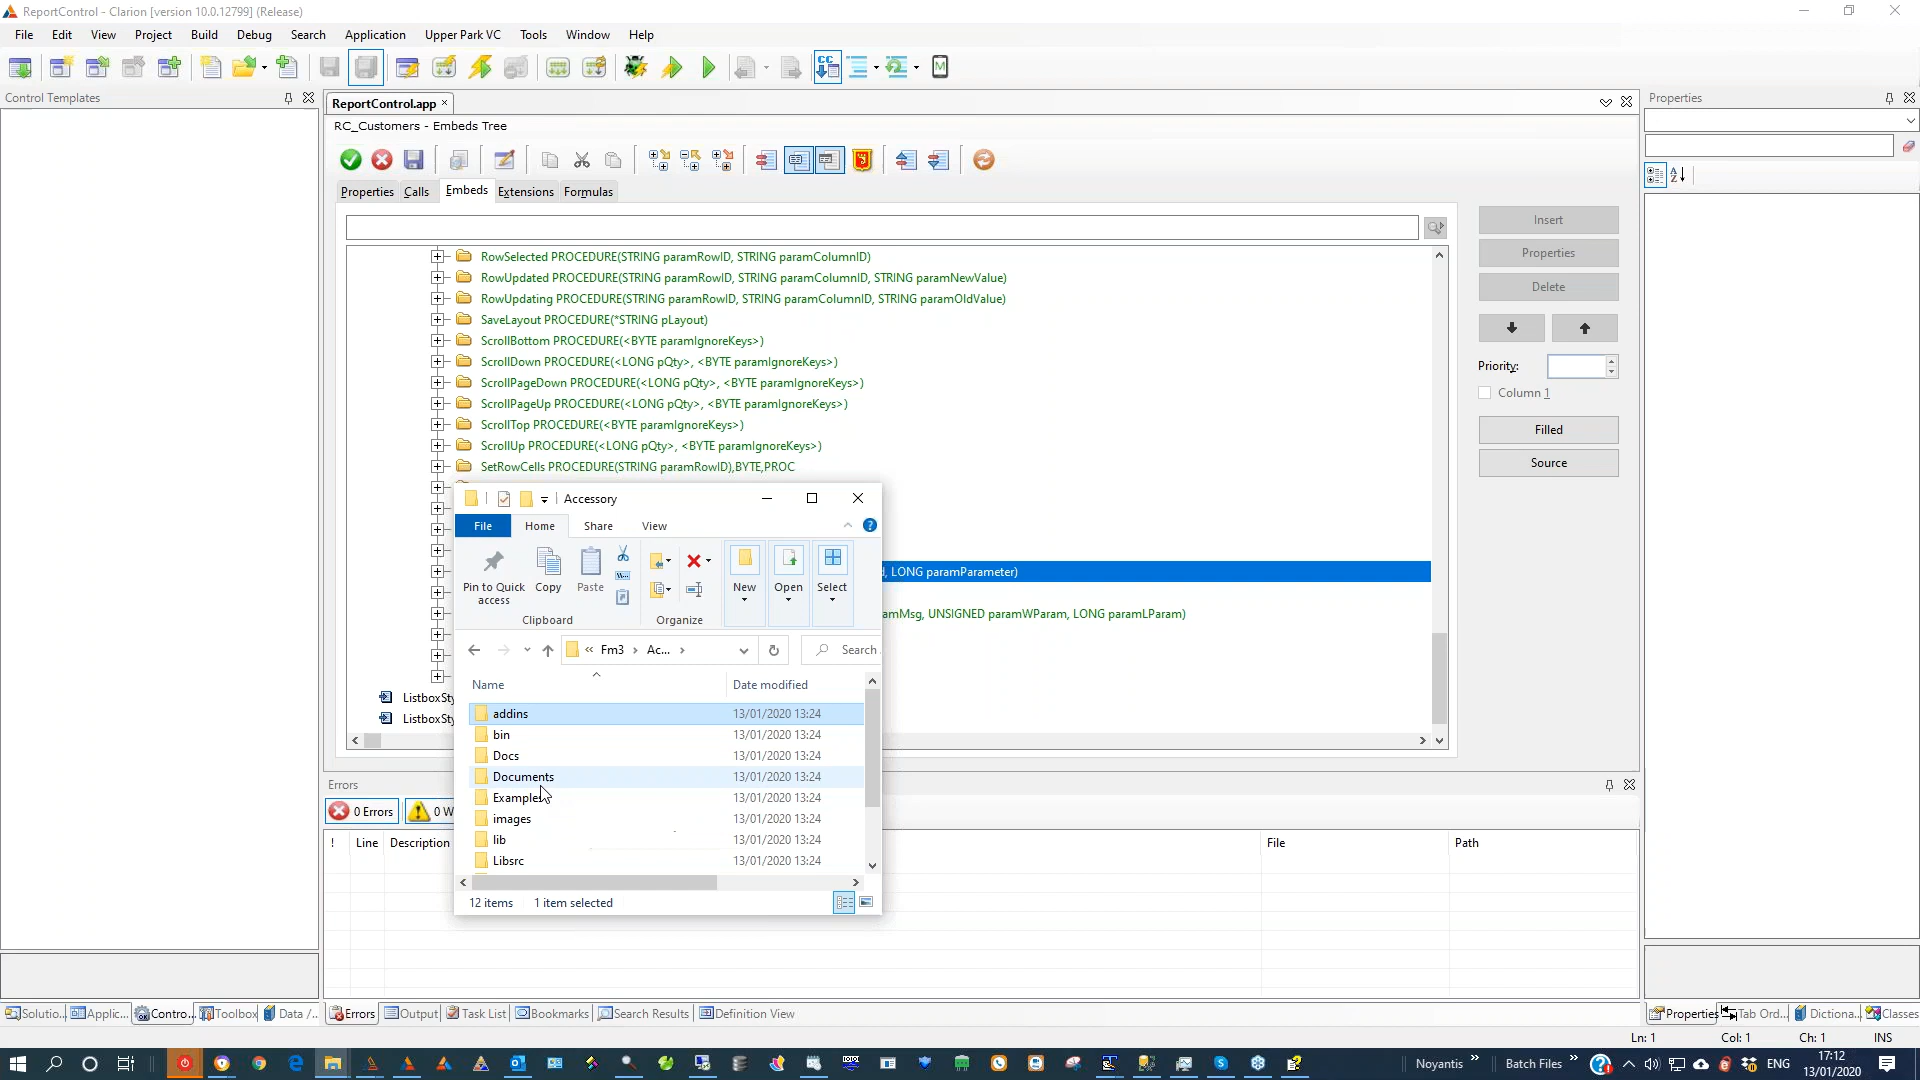 ReportControl - Clarion [version 10.0.12799] (Release)
File Edit View Project Build Debug Search Application Upper Park VC Tools Window Help
Control Templates
ReportControl.app
Properties
RC_Customers - Embeds Tree
Properties Calls Embeds Extensions Formulas
RowSelected PROCEDURE(STRING paramRowID, STRING paramColumnID)
RowUpdated PROCEDURE(STRING paramRowID, STRING paramColumnID, STRING paramNewValue)
RowUpdating PROCEDURE(STRING paramRowID, STRING paramColumnID, STRING paramOldValue)
SaveLayout PROCEDURE(*STRING pLayout)
ScrollBottom PROCEDURE(<BYTE paramIgnoreKeys>)
ScrollDown PROCEDURE(<LONG pQty>, <BYTE paramIgnoreKeys>)
ScrollPageDown PROCEDURE(<LONG pQty>, <BYTE paramIgnoreKeys>)
ScrollPageUp PROCEDURE(<LONG pQty>, <BYTE paramIgnoreKeys>)
ScrollTop PROCEDURE(<BYTE paramIgnoreKeys>)
ScrollUp PROCEDURE(<LONG pQty>, <BYTE paramIgnoreKeys>)
SetRowCells PROCEDURE(STRING paramRowID),BYTE,PROC
, LONG paramParameter)
amMsg, UNSIGNED paramWParam, LONG paramLParam)
ListboxSty
ListboxSty
Insert
Properties
Delete
Priority:
Column 1
Filled
Source
Accessory
File Home Share View
Pin to Quick access
Copy
Paste
New
Open
Select
Clipboard
Organize
« Fm3 › Ac... ›
Search
Name Date modified
addins 13/01/2020 13:24
bin 13/01/2020 13:24
Docs 13/01/2020 13:24
Documents 13/01/2020 13:24
Examples 13/01/2020 13:24
images 13/01/2020 13:24
lib 13/01/2020 13:24
Libsrc 13/01/2020 13:24
12 items 1 item selected
Errors
0 Errors
0 W
! Line Description File Path
Solutio... Applic... Contro... Toolbox Data /... Errors Output Task List Bookmarks Search Results Definition View Properties Tab Ord... Dictiona... Classes
Ln: 1 Col: 1 Ch: 1 INS
Noyantis » Batch Files » ENG
17:12
13/01/2020